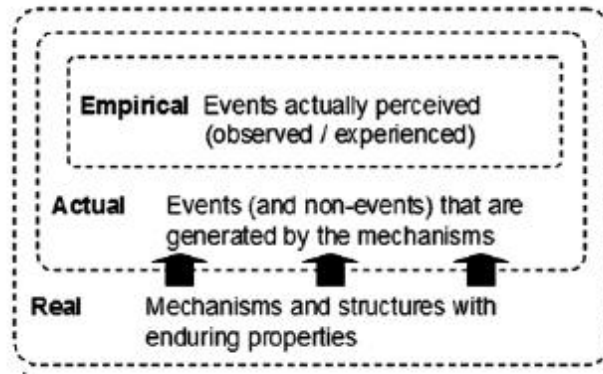 Empirical Events actually perceived
(observed / experienced)
Actual Events (and non-events) that are
generated by the mechanisms
Real Mechanisms and structures with
enduring properties